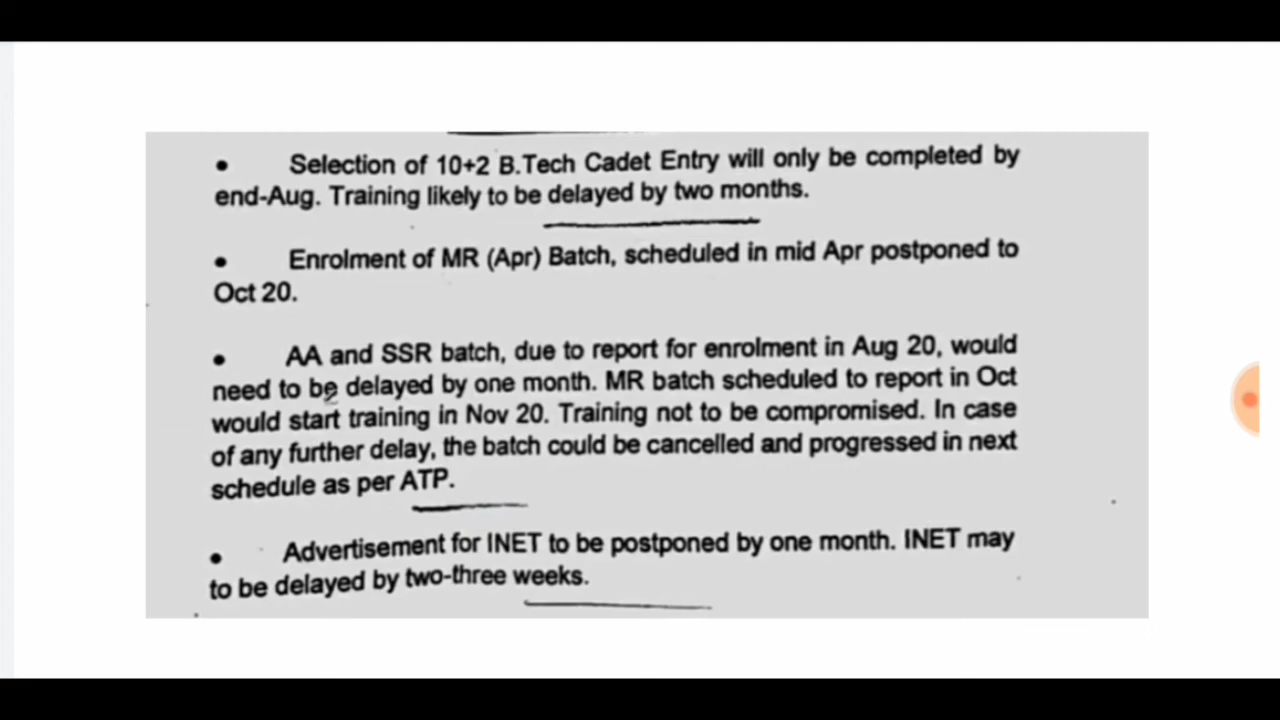 • Selection of 10+2 B.Tech Cadet Entry will only be completed by
end-Aug. Training likely to be delayed by two months.
• Enrolment of MR (Apr) Batch, scheduled in mid Apr postponed to
Oct 20.
• AA and SSR batch, due to report for enrolment in Aug 20, would
need to be delayed by one month. MR batch scheduled to report in Oct
would start training in Nov 20. Training not to be compromised. In case
of any further delay, the batch could be cancelled and progressed in next
schedule as per ATP.
• Advertisement for INET to be postponed by one month. INET may
to be delayed by two-three weeks.